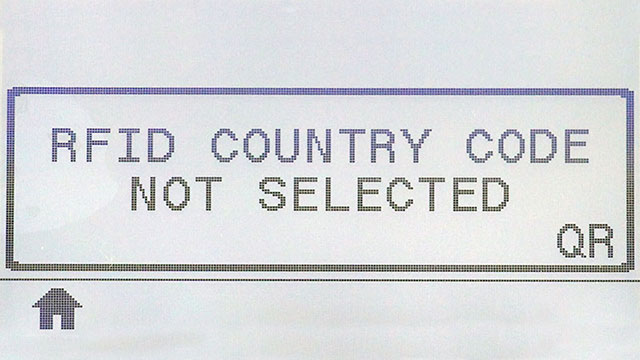 RFID COUNTRY CODE
NOT SELECTED
QR